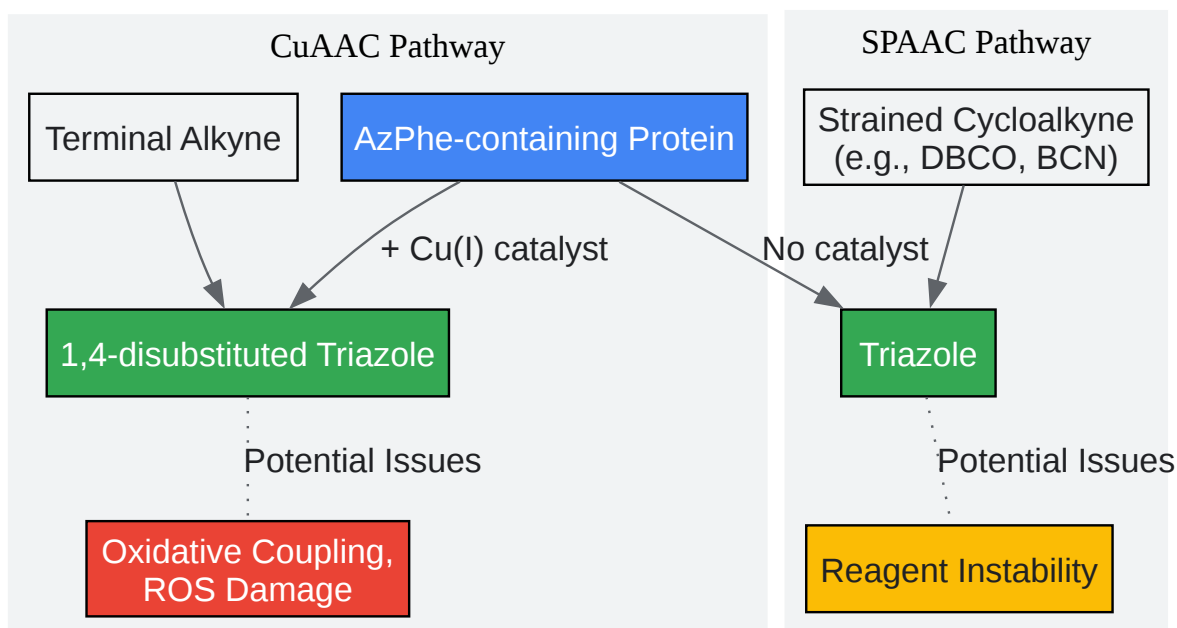 CuAAC Pathway
SPAAC Pathway
Terminal Alkyne
AzPhe-containing Protein
Strained Cycloalkyne
(e.g., DBCO, BCN)
+ Cu(I) catalyst
No catalyst
1,4-disubstituted Triazole
Triazole
Potential Issues
Potential Issues
Oxidative Coupling,
ROS Damage
Reagent Instability